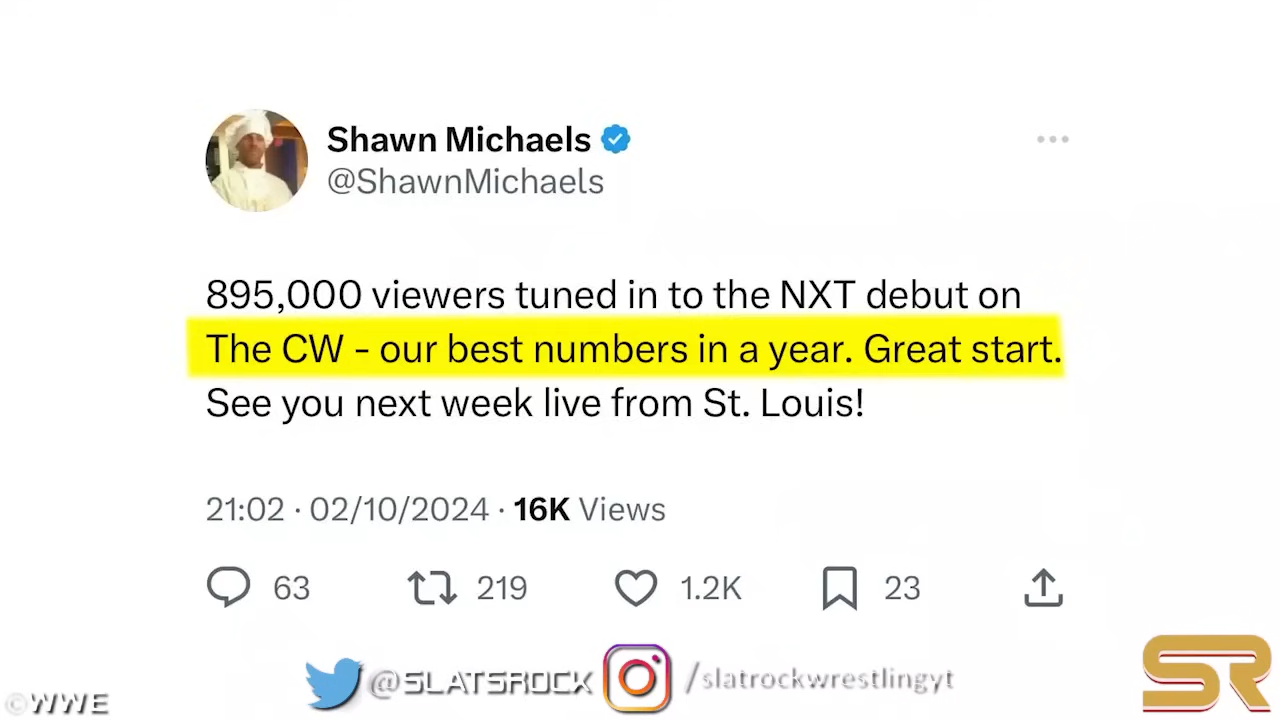 Shawn Michaels
@ShawnMichaels
895,000 viewers tuned in to the NXT debut on
The CW - our best numbers in a year. Great start.
See you next week live from St. Louis!
21:02 · 02/10/2024 · 16K Views
63 219 1.2K 23
@SLATSROCK /slatrockwrestlingyt
SR
©WWE